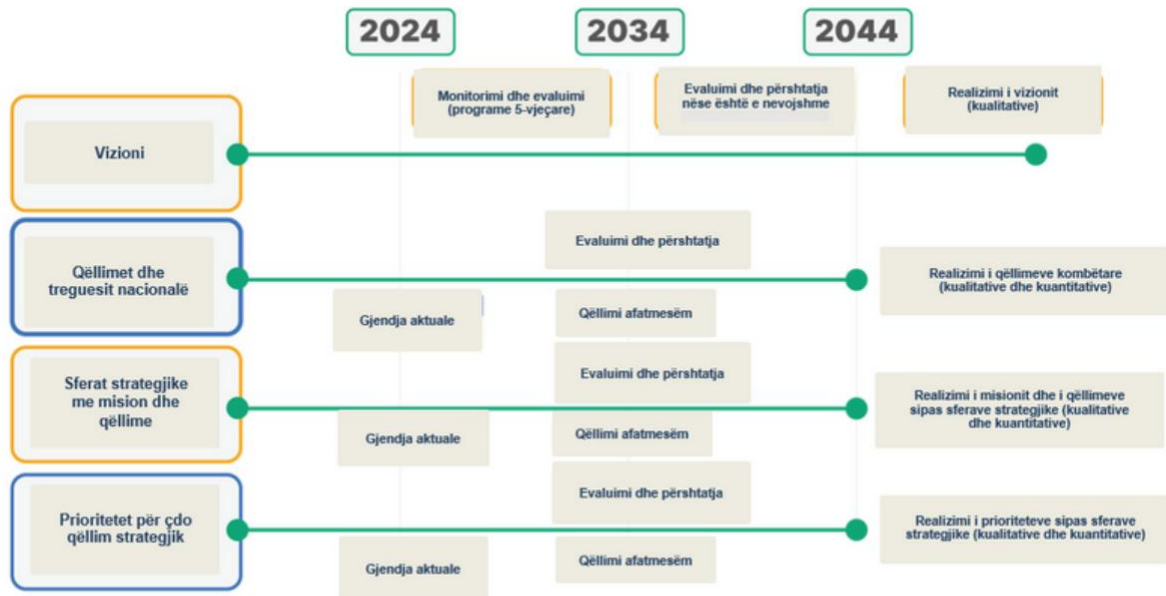 2024
2034
2044
Monitorimi dhe evaluimi
(programe 5-vjeçare)
Evaluimi dhe përshtatja
nëse është e nevojshme
Realizimi i vizionit
(kualitative)
Vizioni
Evaluimi dhe përshtatja
Qëllimet dhe
treguesit nacionalë
Realizimi i qëllimeve kombëtare
(kualitative dhe kuantitative)
Gjendja aktuale
Qëllimi afatmesëm
Evaluimi dhe përshtatja
Sferat strategjike
me mision dhe
qëllime
Realizimi i misionit dhe i qëllimeve
sipas sferave strategjike (kualitative
dhe kuantitative)
Gjendja aktuale
Qëllimi afatmesëm
Evaluimi dhe përshtatja
Prioritetet për çdo
qëllim strategjik
Realizimi i prioriteteve sipas sferave
strategjike (kualitative dhe kuantitative)
Gjendja aktuale
Qëllimi afatmesëm